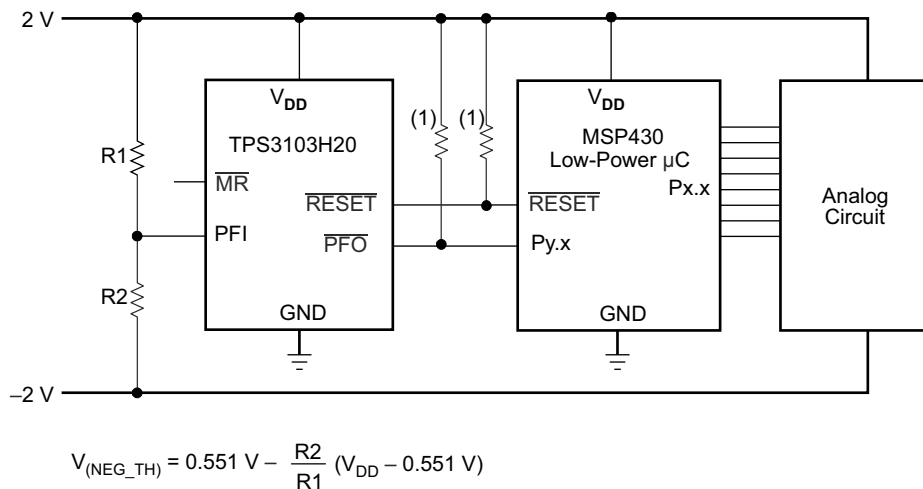 2 V
V_DD
TPS3103H20
R1
MR
RESET
PFI
PFO
R2
GND
(1)
(1)
V_DD
MSP430
Low-Power µC
Px.x
RESET
Py.x
GND
Analog
Circuit
–2 V
V_(NEG_TH) = 0.551 V – R2/R1 (V_DD – 0.551 V)